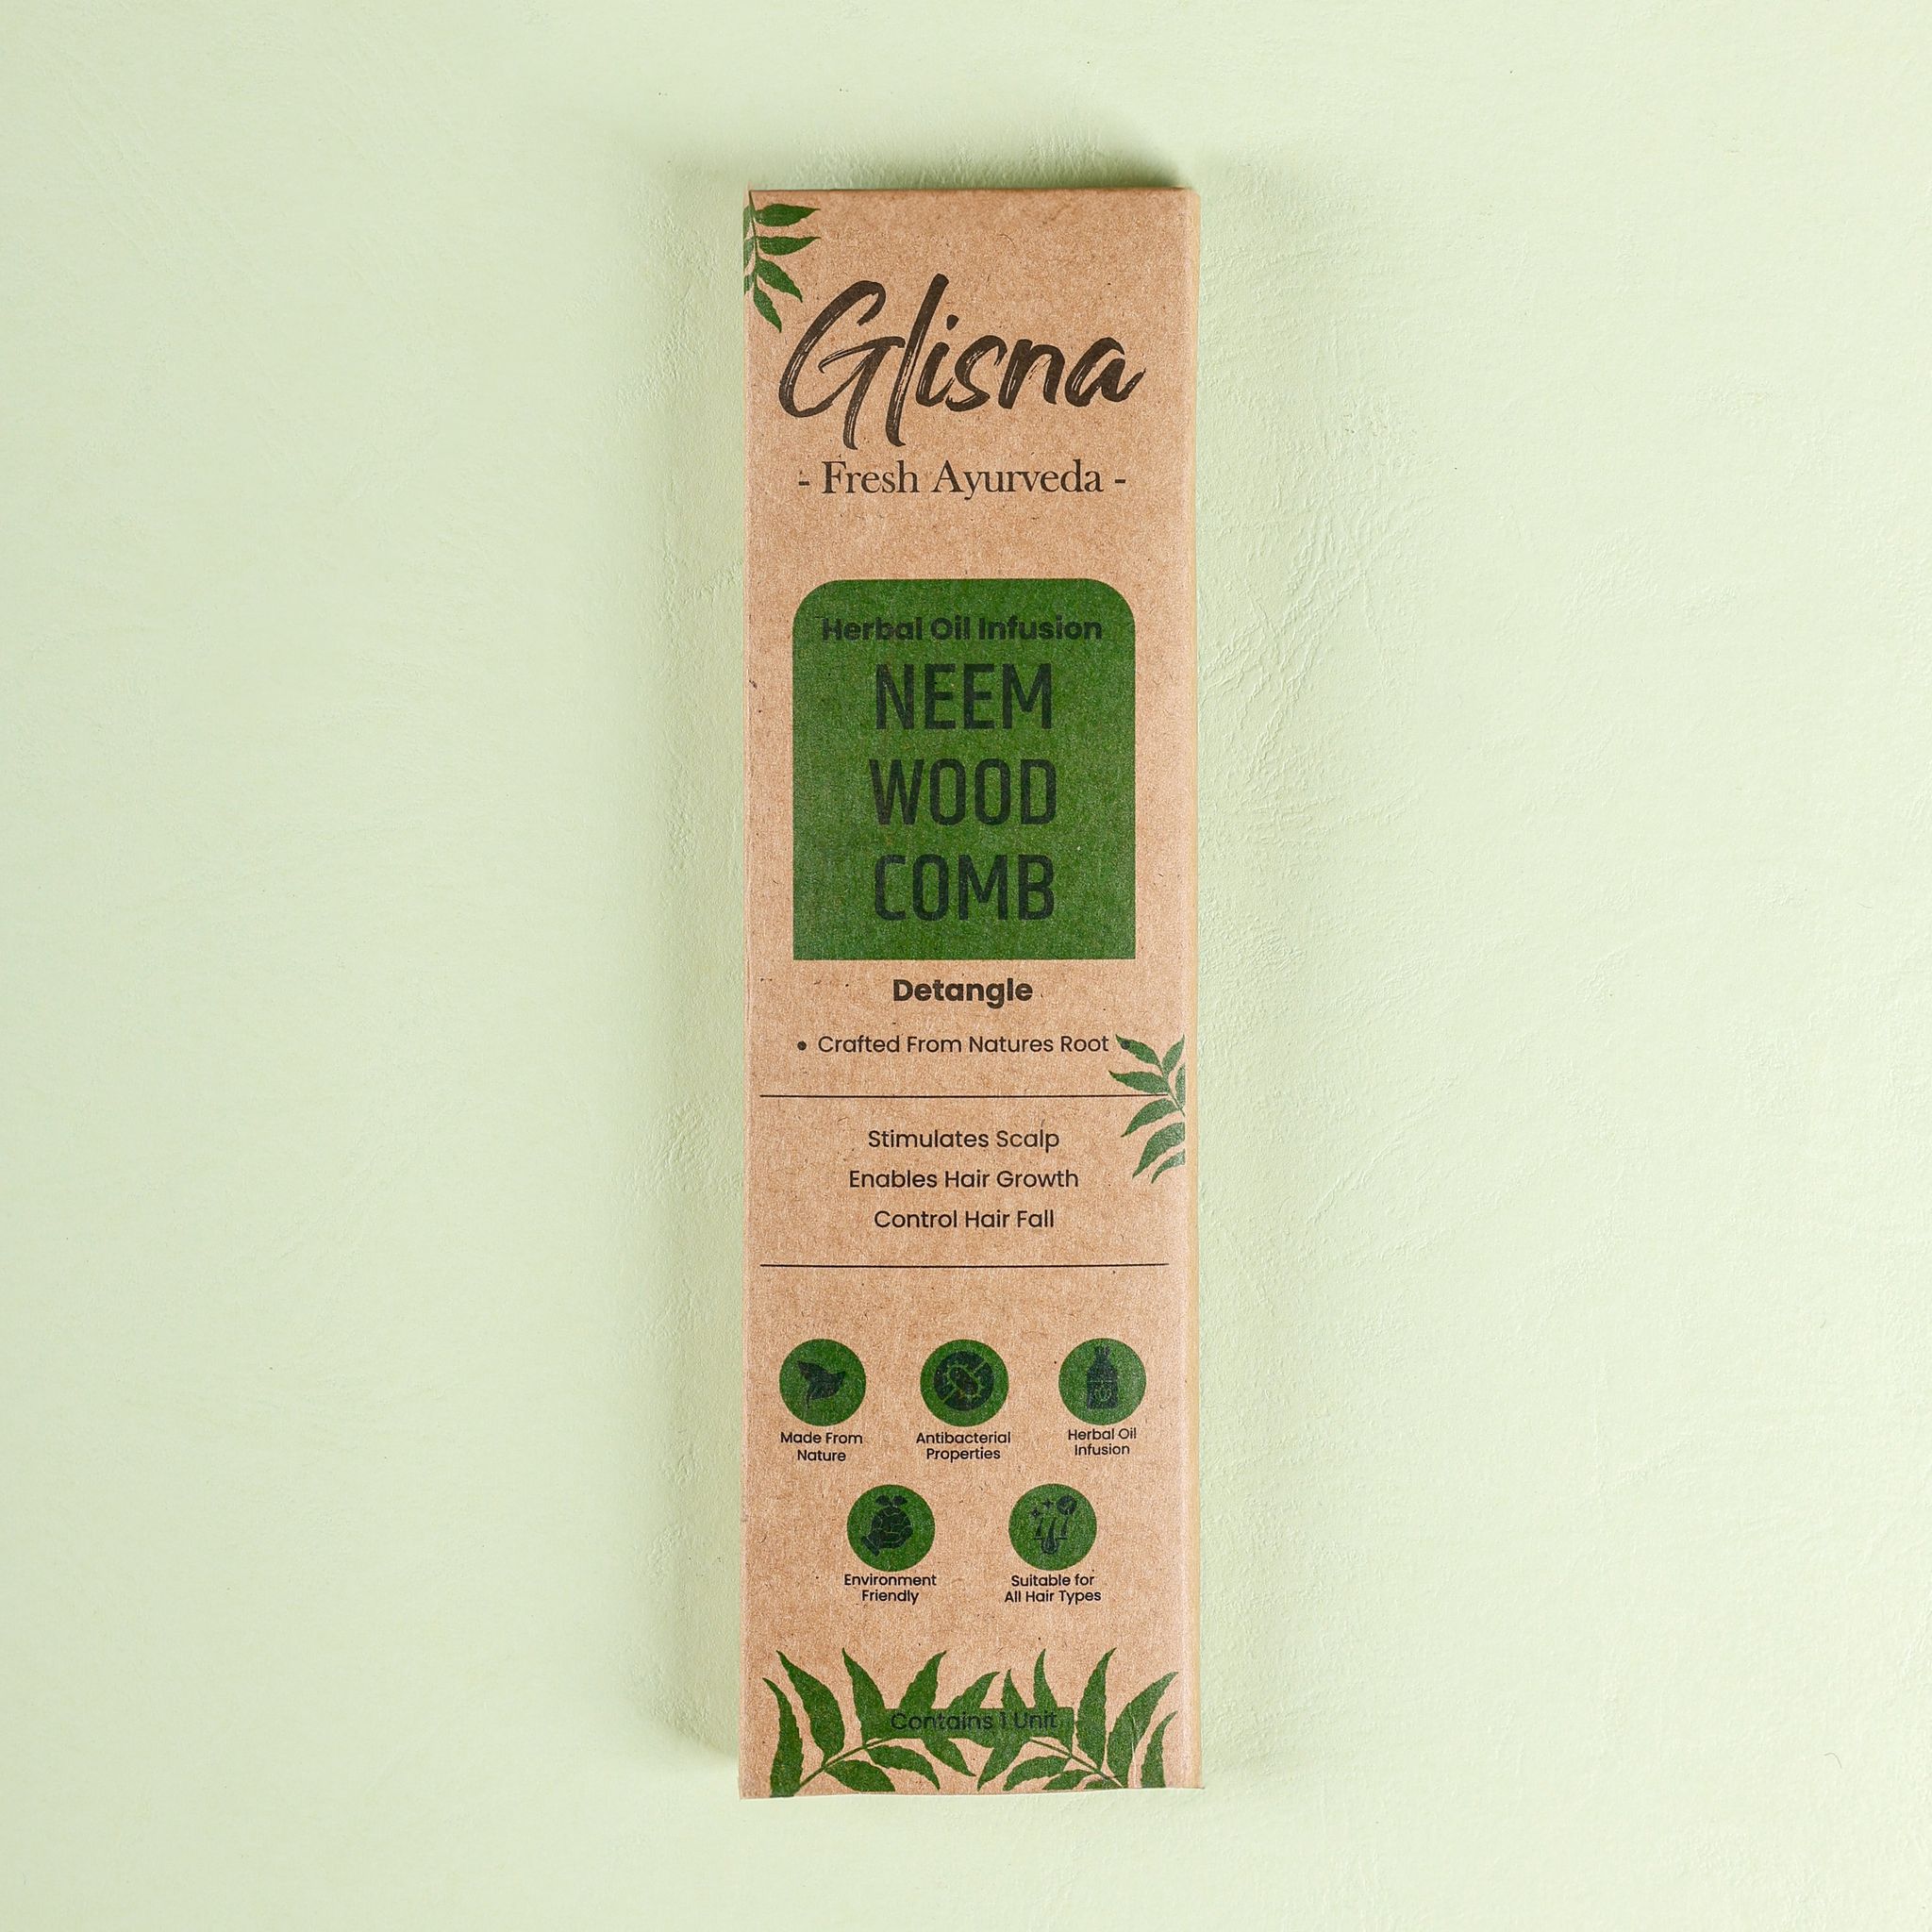 Glisna
- Fresh Ayurveda -
Herbal Oil Infusion
NEEM
WOOD
COMB
Detangle
• Crafted From Natures Root •
Stimulates Scalp
Enables Hair Growth
Control Hair Fall
Made From
Nature
Antibacterial
Properties
Herbal Oil
Infusion
Environment
Friendly
Suitable for
All Hair Types
Contains 1 Unit